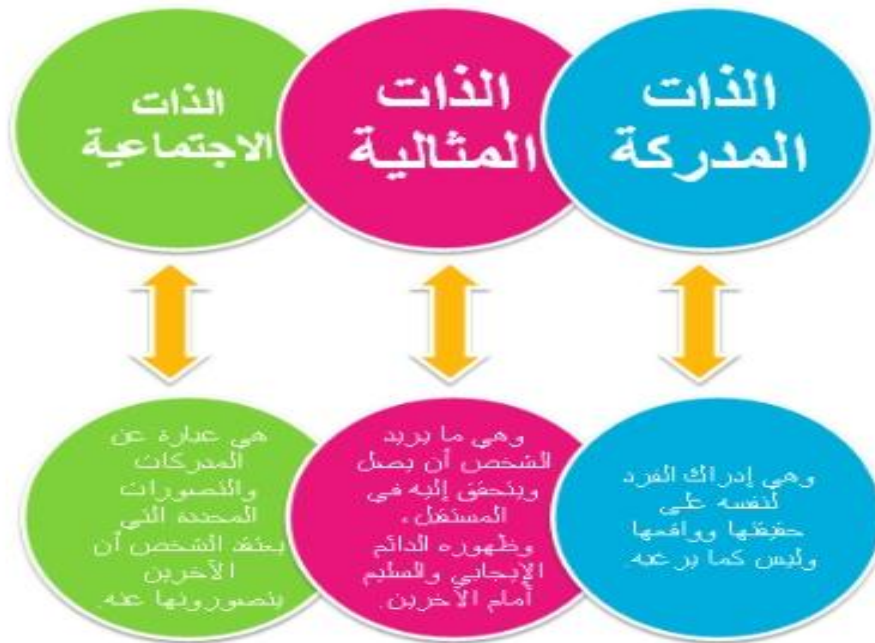 الذات
المدركة
الذات
المثالية
الذات
الاجتماعية
وهي إدراك الفرد
لنفسه على
حقيقتها وواقعها
وليس كما يرغبه
وهي ما يريد
الشخص أن يصل
ويتحقق إليه في
المستقبل،
وظهوره الدائم
الإيجابي والسليم
أمام الآخرين.
هي عبارة عن
المدركات
والتصورات
المحددة التي
يعتقد الشخص أن
الآخرين
يتصورونها عنه.